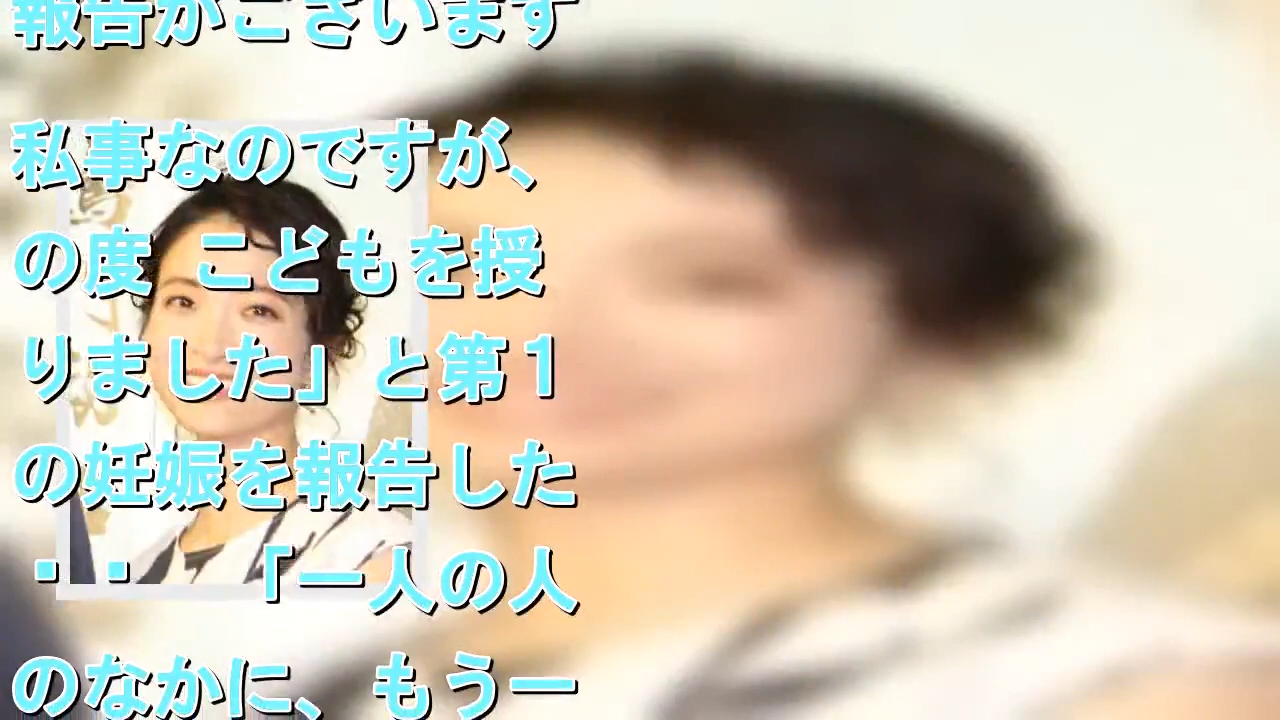 報告がございます
私事なのですが、
の度 こどもを授
りました」と第１
の妊娠を報告した
・・　「一人の人
のなかに、もう一